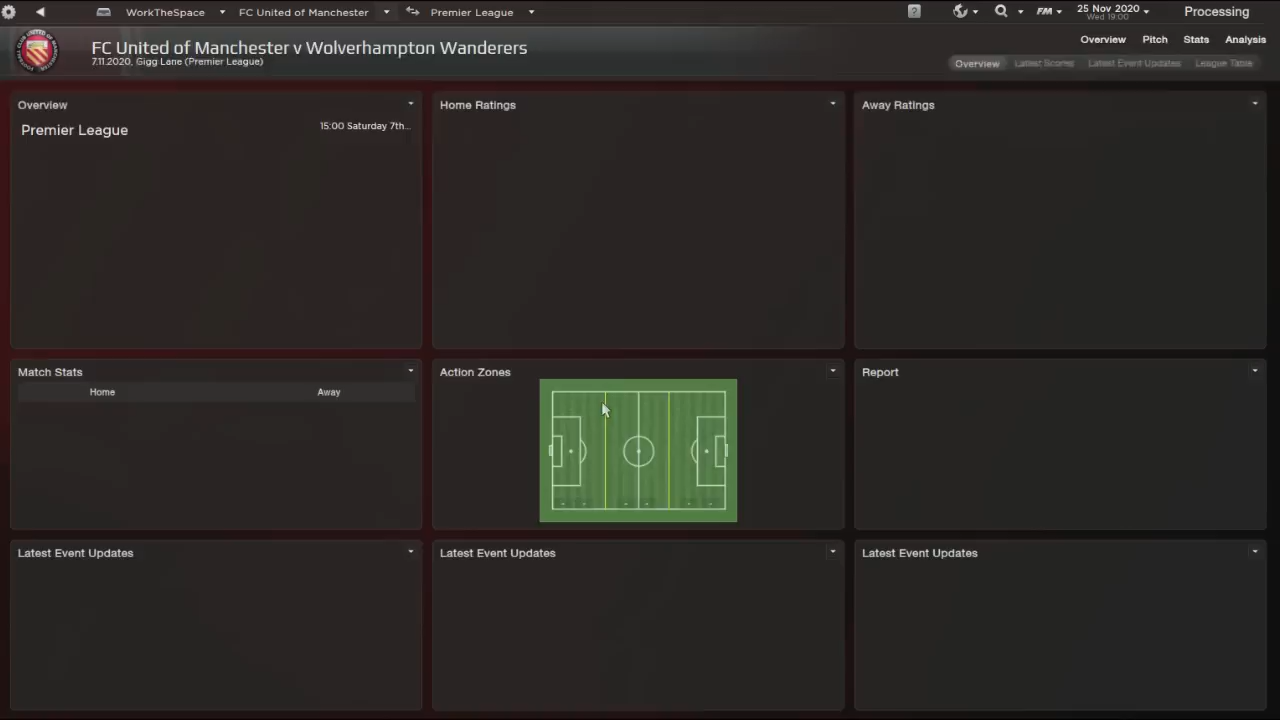 WorkTheSpace
FC United of Manchester
Premier League
FM
25 Nov 2020
Wed 19:00
Processing
FC United of Manchester v Wolverhampton Wanderers
7.11.2020, Gigg Lane (Premier League)
Overview
Pitch
Stats
Analysis
Overview
Latest Scores
Latest Event Updates
League Table
Overview
Premier League
15:00 Saturday 7th...
Home Ratings
Away Ratings
Match Stats
Home
Away
Action Zones
Report
Latest Event Updates
Latest Event Updates
Latest Event Updates